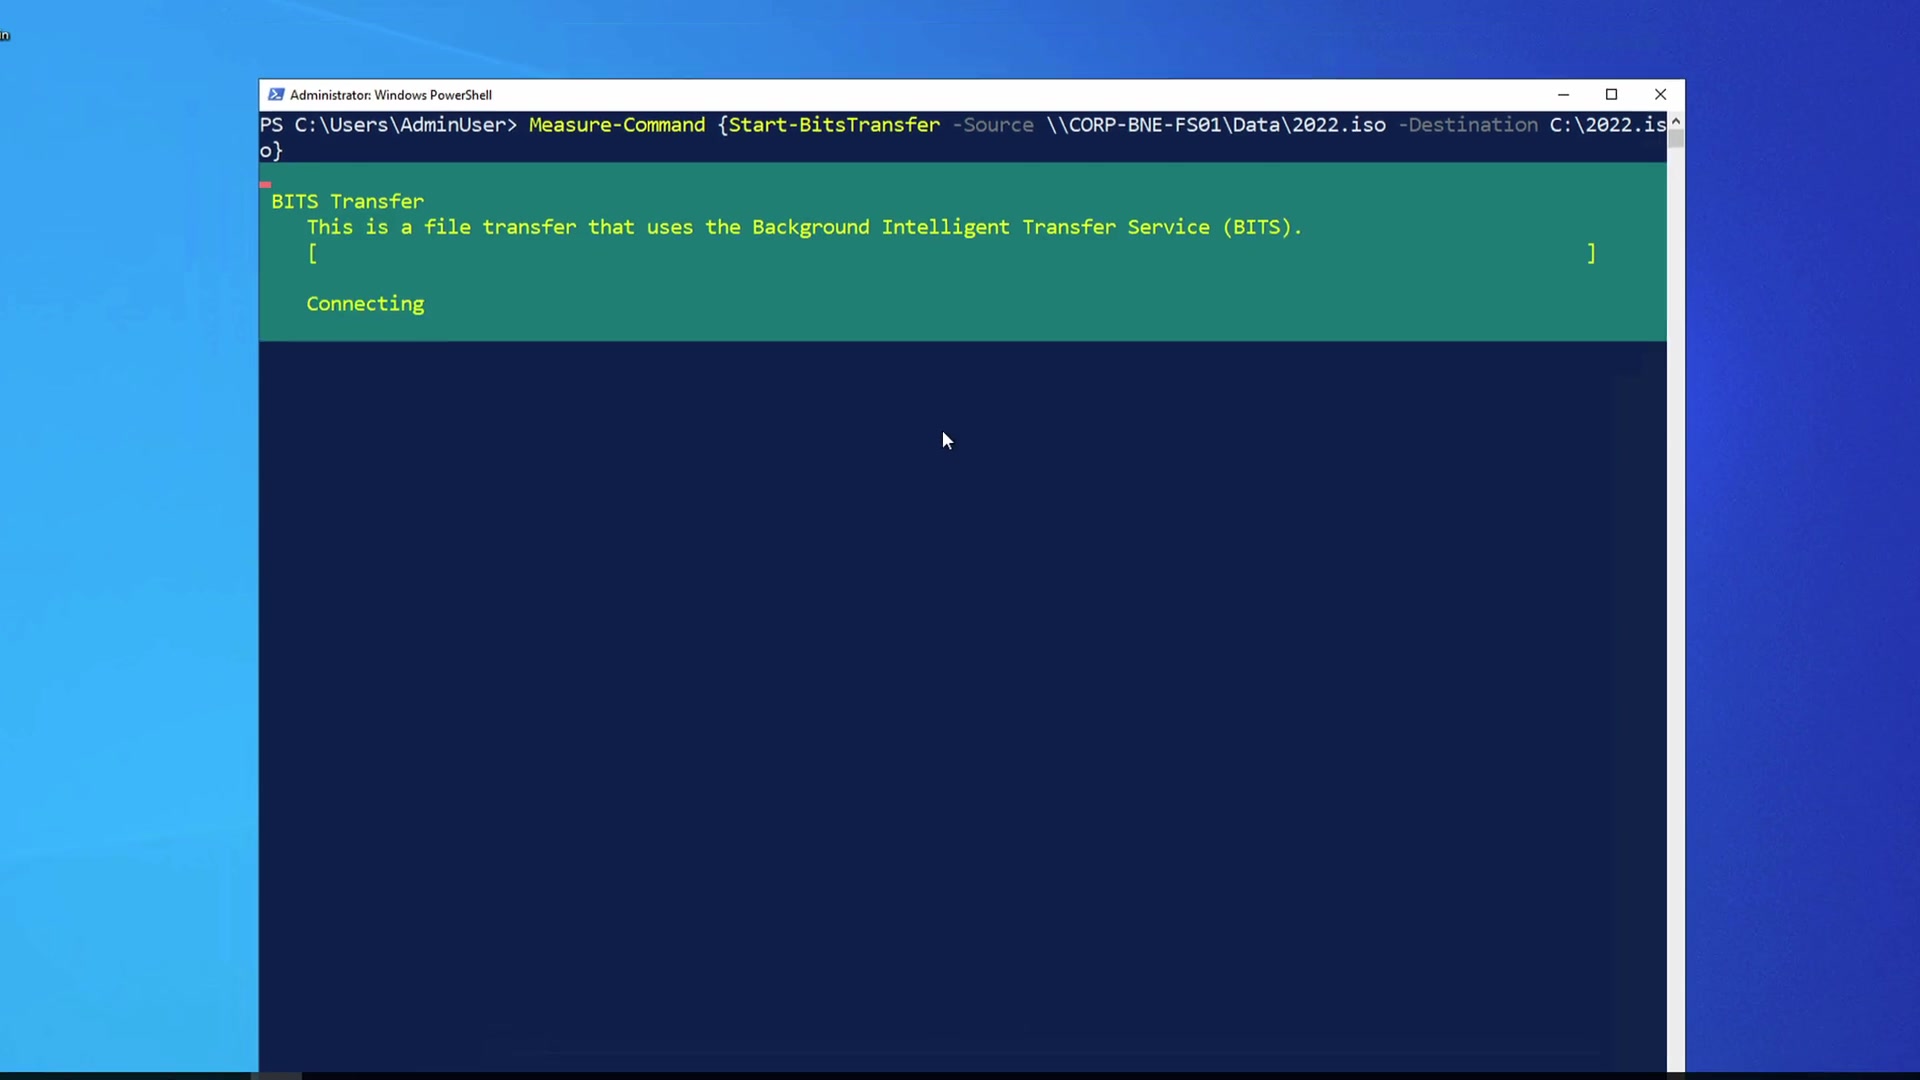 Administrator: Windows PowerShell
PS C:\Users\AdminUser> Measure-Command {Start-BitsTransfer -Source \\CORP-BNE-FS01\Data\2022.iso -Destination C:\2022.is
o}
BITS Transfer
This is a file transfer that uses the Background Intelligent Transfer Service (BITS).
[ ]
Connecting